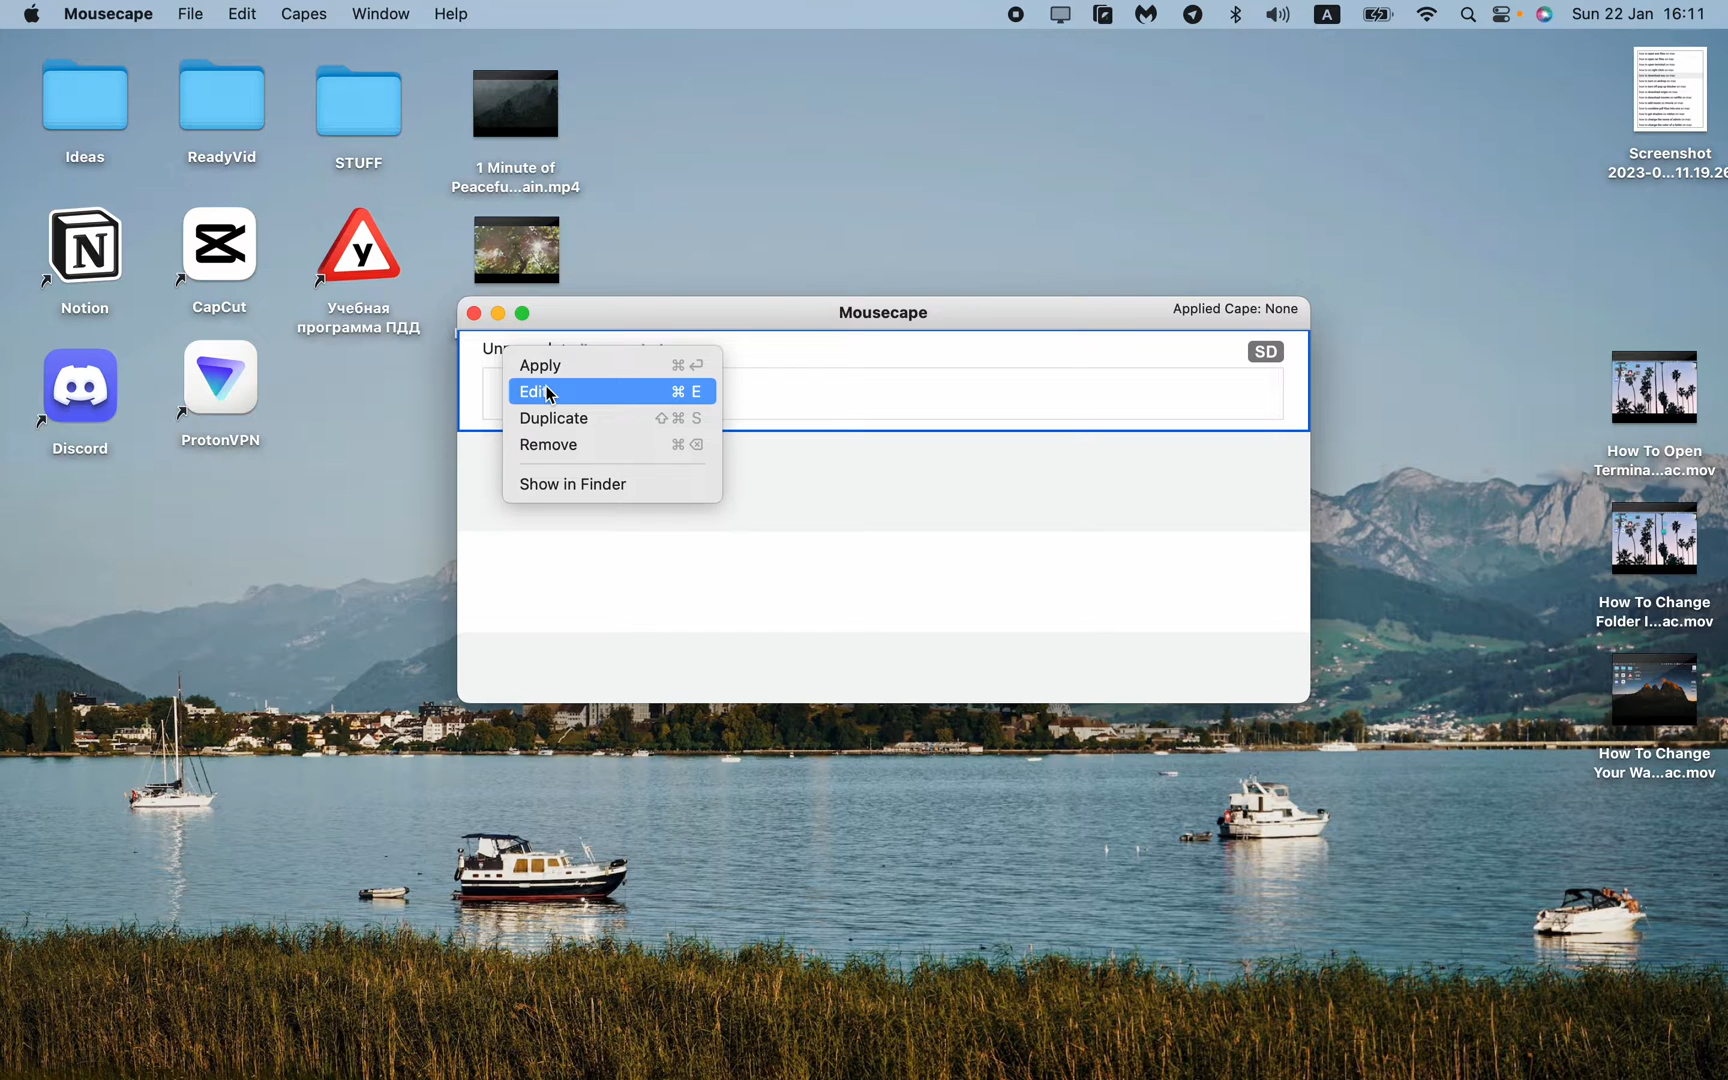 Mousecape File Edit Capes Window Help
A
Sun 22 Jan 16:11
Ideas
ReadyVid
STUFF
1 Minute of
Peacefu...ain.mp4
Screenshot
2023-0...11.19.26
Notion
CapCut
Учебная
программа ПДД
Discord
ProtonVPN
Mousecape
Applied Cape: None
SD
Apply ⌘ ↩
Edit ⌘ E
Duplicate ⇧ ⌘ S
Remove ⌘ ⌫
Show in Finder
How To Open
Termina...ac.mov
How To Change
Folder I...ac.mov
How To Change
Your Wa...ac.mov